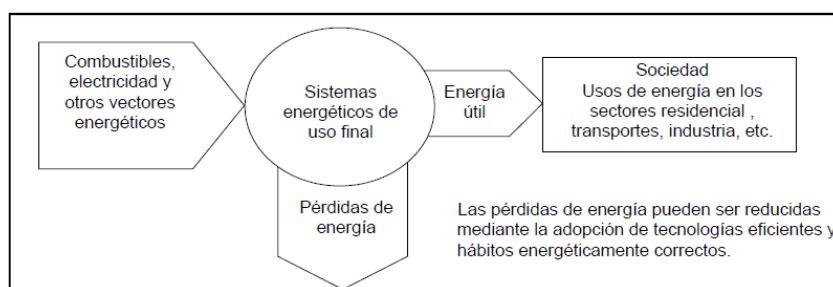 Combustibles,
electricidad y
otros vectores
energéticos
Sistemas
energéticos de
uso final
Energía
útil
Sociedad
Usos de energía en los
sectores residencial ,
transportes, industria, etc.
Pérdidas de
energía
Las pérdidas de energía pueden ser reducidas
mediante la adopción de tecnologías eficientes y
hábitos energéticamente correctos.